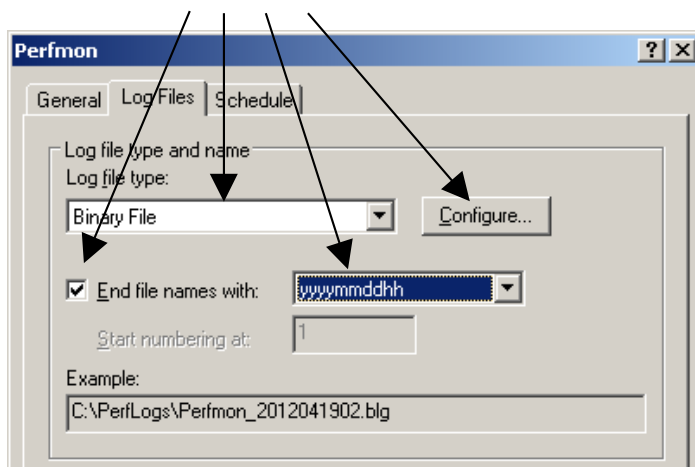 Perfmon
General Log Files Schedule
Log file type and name
Log file type:
Binary File Configure...
End file names with: yyyymmddhh
Start numbering at: 1
Example:
C:\PerfLogs\Perfmon_2012041902.blg